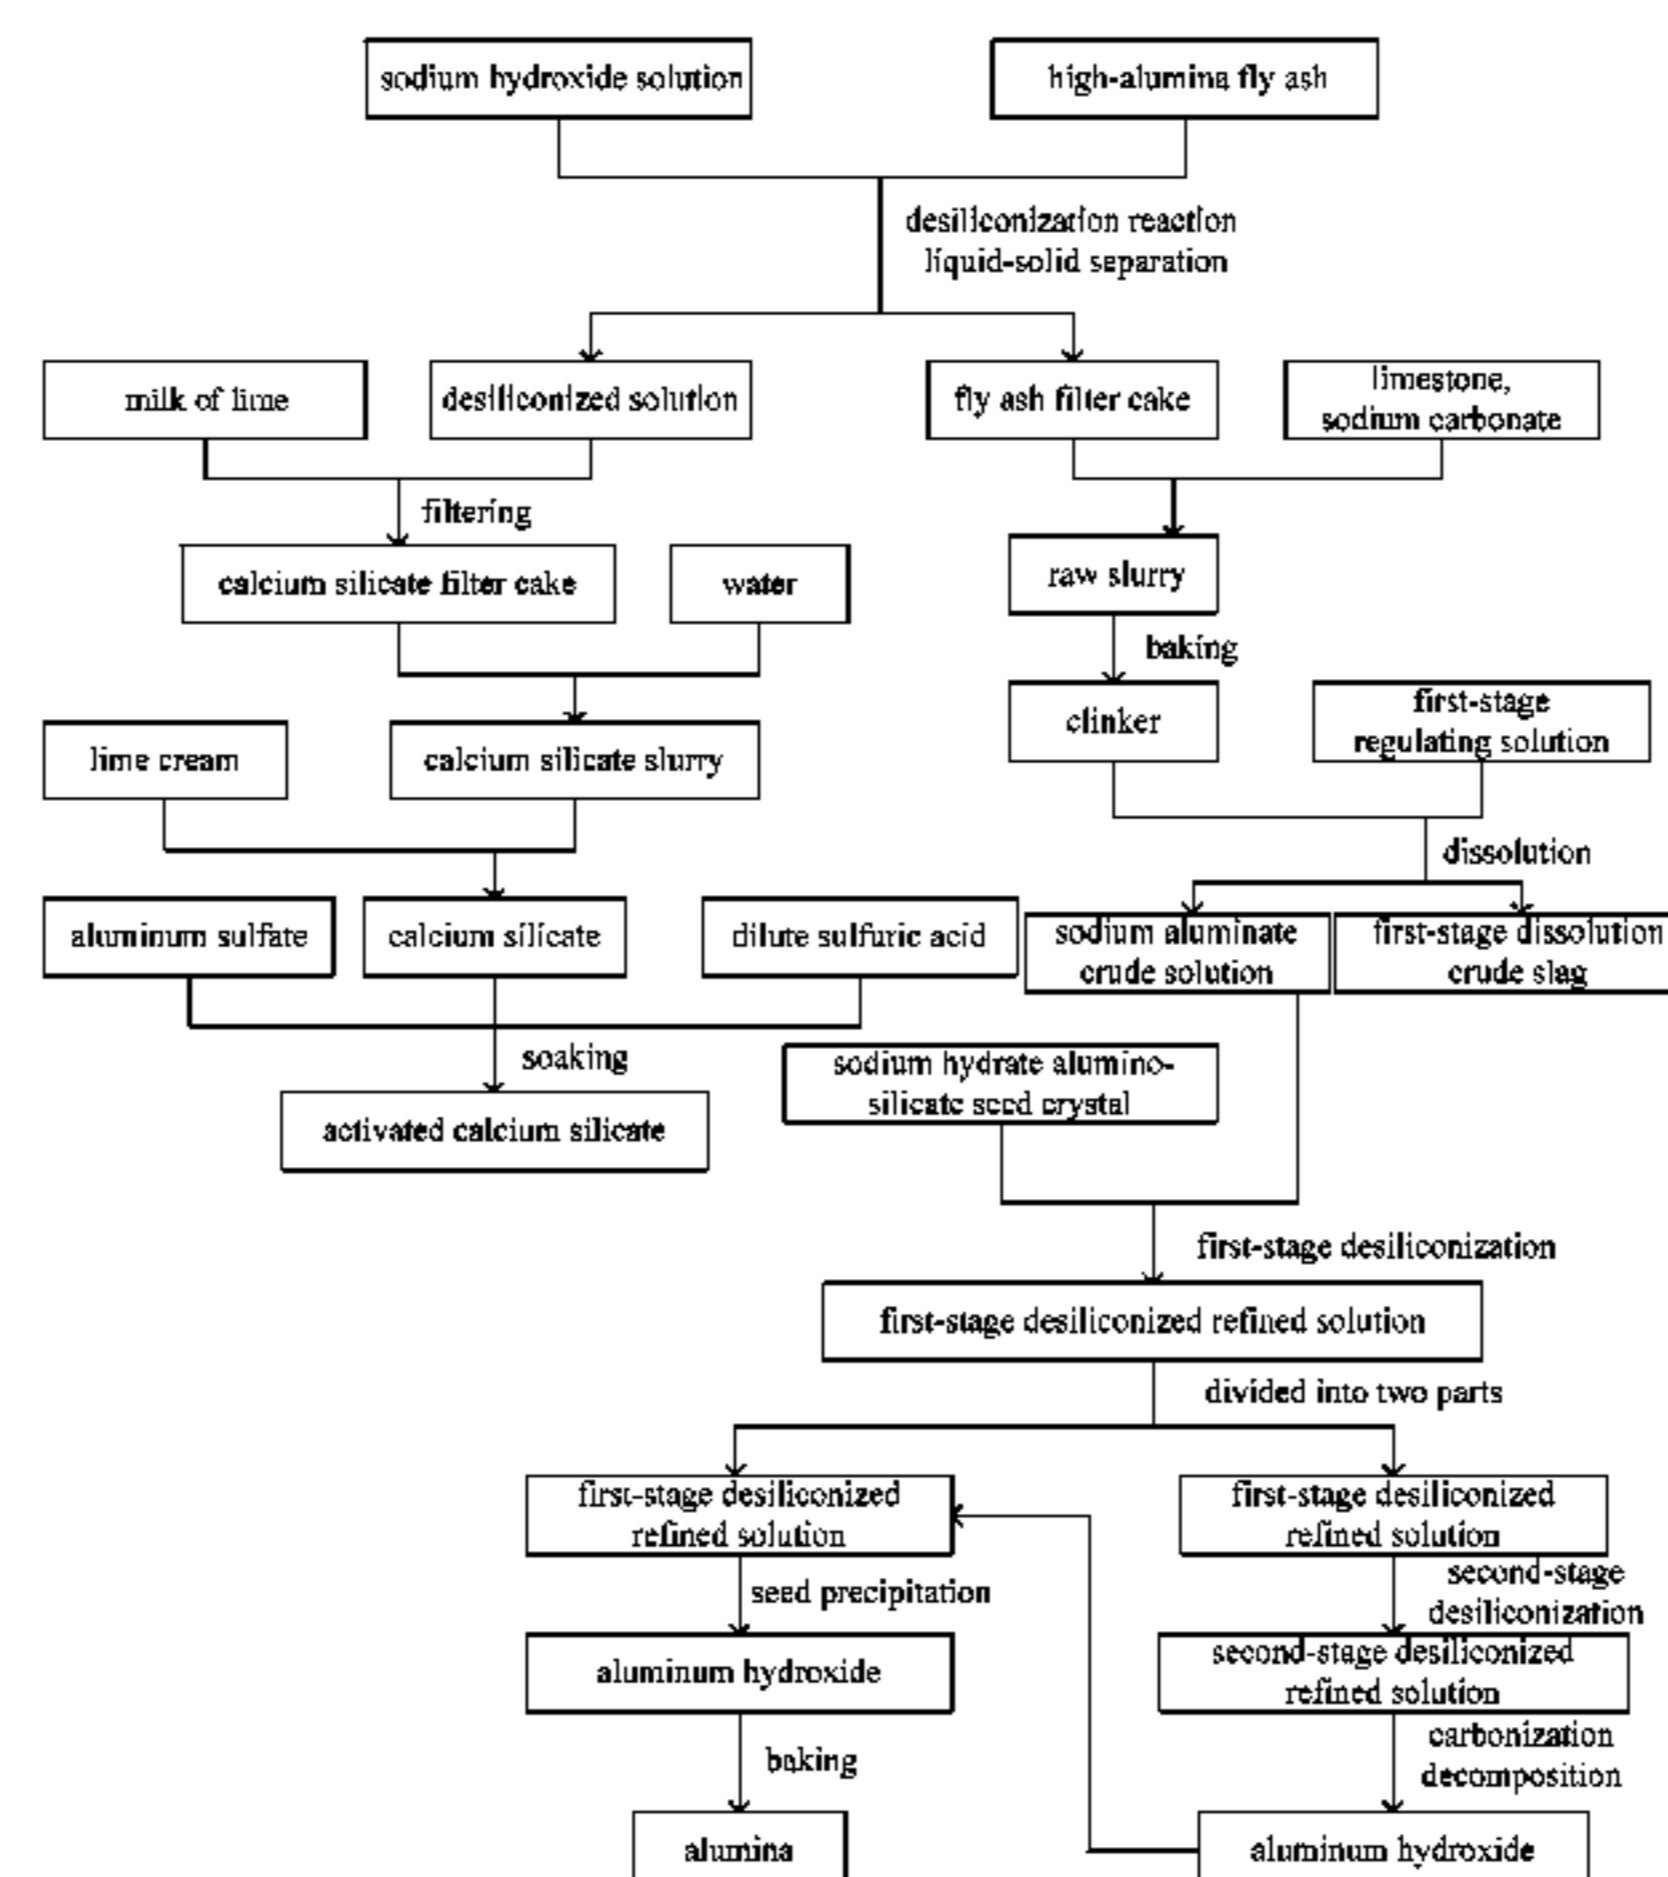 sodium hydroxide solution
high-alumina fly ash
desiliconization reaction
liquid-solid separation
milk of lime
desiliconized solution
fly ash filter cake
limestone,
sodium carbonate
filtering
calcium silicate filter cake
water
raw slurry
baking
lime cream
calcium silicate slurry
clinker
first-stage
regulating solution
dissolution
aluminum sulfate
calcium silicate
dilute sulfuric acid
sodium aluminate
crude solution
first-stage dissolution
crude slag
soaking
activated calcium silicate
sodium hydrate alumino-
silicate seed crystal
first-stage desiliconization
first-stage desiliconized refined solution
divided into two parts
first-stage desiliconized
refined solution
first-stage desiliconized
refined solution
seed precipitation
second-stage
desiliconization
aluminum hydroxide
second-stage desiliconized
refined solution
baking
carbonization
decomposition
alumina
aluminum hydroxide